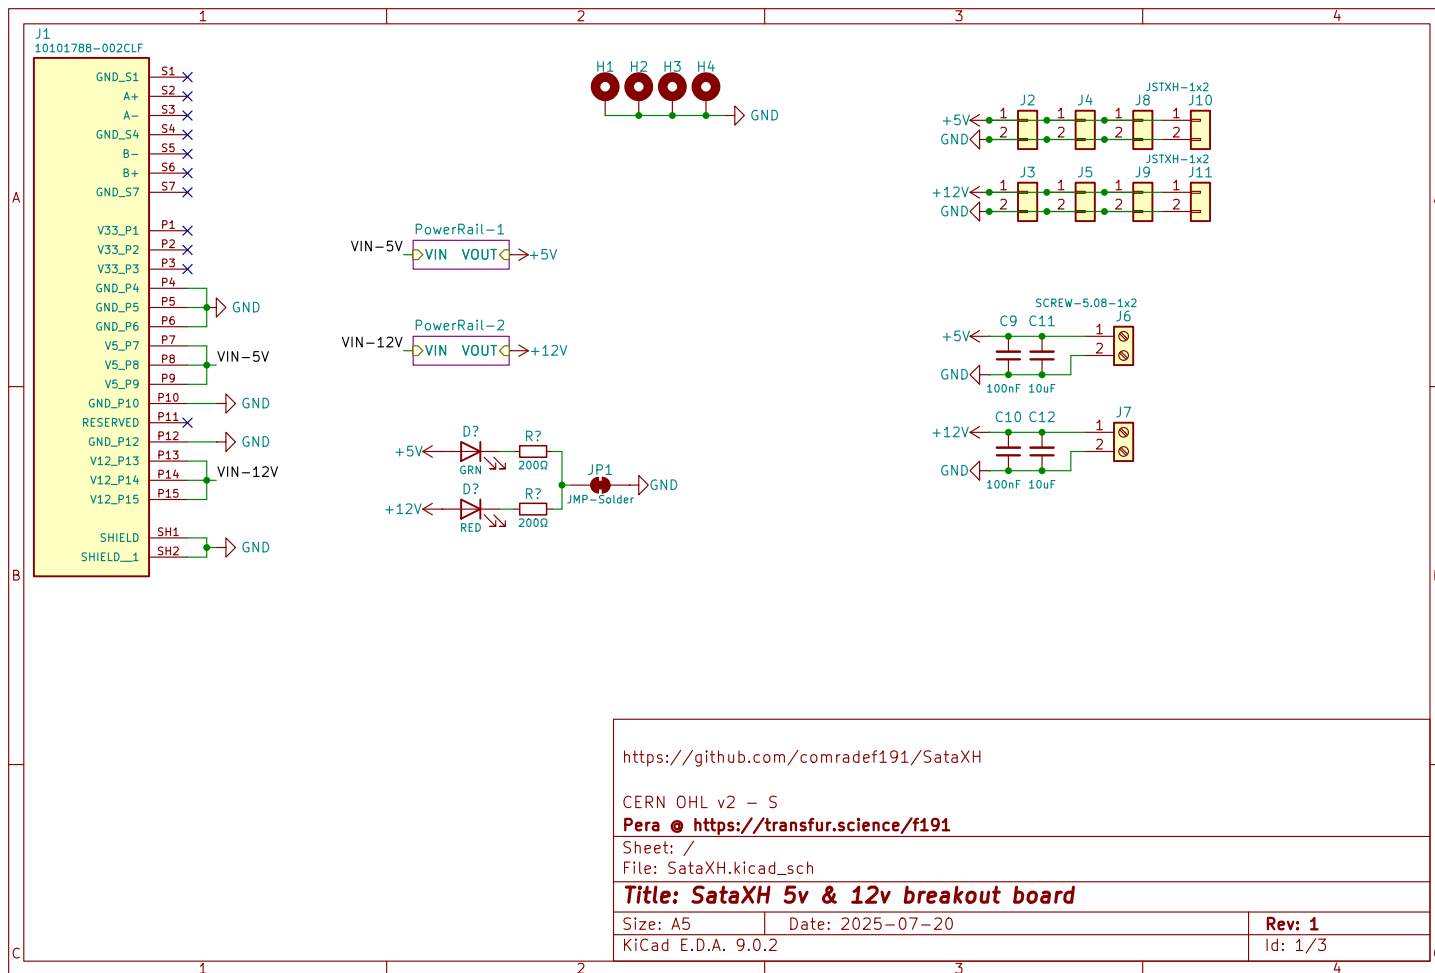 1 2 3 4
A
B
C
J1
10101788-002CLF
GND_S1 S1
A+ S2
A- S3
GND_S4 S4
B- S5
B+ S6
GND_S7 S7
V33_P1 P1
V33_P2 P2
V33_P3 P3
GND_P4 P4
GND_P5 P5 GND
GND_P6 P6
V5_P7 P7
V5_P8 P8 VIN-5V
V5_P9 P9
GND_P10 P10 GND
RESERVED P11
GND_P12 P12 GND
V12_P13 P13
V12_P14 P14 VIN-12V
V12_P15 P15
SHIELD SH1
GND
SHIELD__1 SH2
H1 H2 H3 H4
GND
PowerRail-1
VIN-5V VIN VOUT +5V
PowerRail-2
VIN-12V VIN VOUT +12V
D? R?
+5V
GRN 200Ω
JP1
GND
JMP-Solder
D? R?
+12V
RED 200Ω
JSTXH-1x2
J2 J4 J8 J10
+5V 1 1 1 1
GND 2 2 2 2
JSTXH-1x2
J3 J5 J9 J11
+12V 1 1 1 1
GND 2 2 2 2
SCREW-5.08-1x2
C9 C11 J6
+5V 1
2
GND
100nF 10uF
C10 C12 J7
+12V 1
2
GND
100nF 10uF
https://github.com/comradef191/SataXH
CERN OHL v2 - S
Pera @ https://transfur.science/f191
Sheet: /
File: SataXH.kicad_sch
Title: SataXH 5v & 12v breakout board
Size: A5 Date: 2025-07-20 Rev: 1
KiCad E.D.A. 9.0.2 Id: 1/3
1 2 3 4